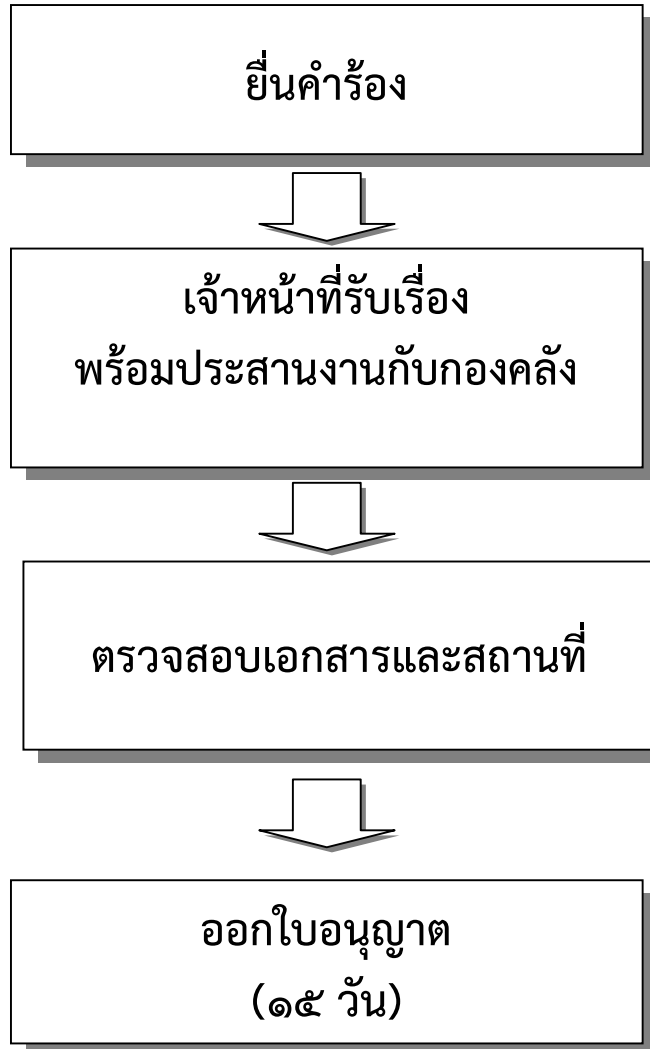 ยื่นคำร้อง
เจ้าหน้าที่รับเรื่อง
พร้อมประสานงานกับกองคลัง
ตรวจสอบเอกสารและสถานที่
ออกใบอนุญาต
(๑๕ วัน)